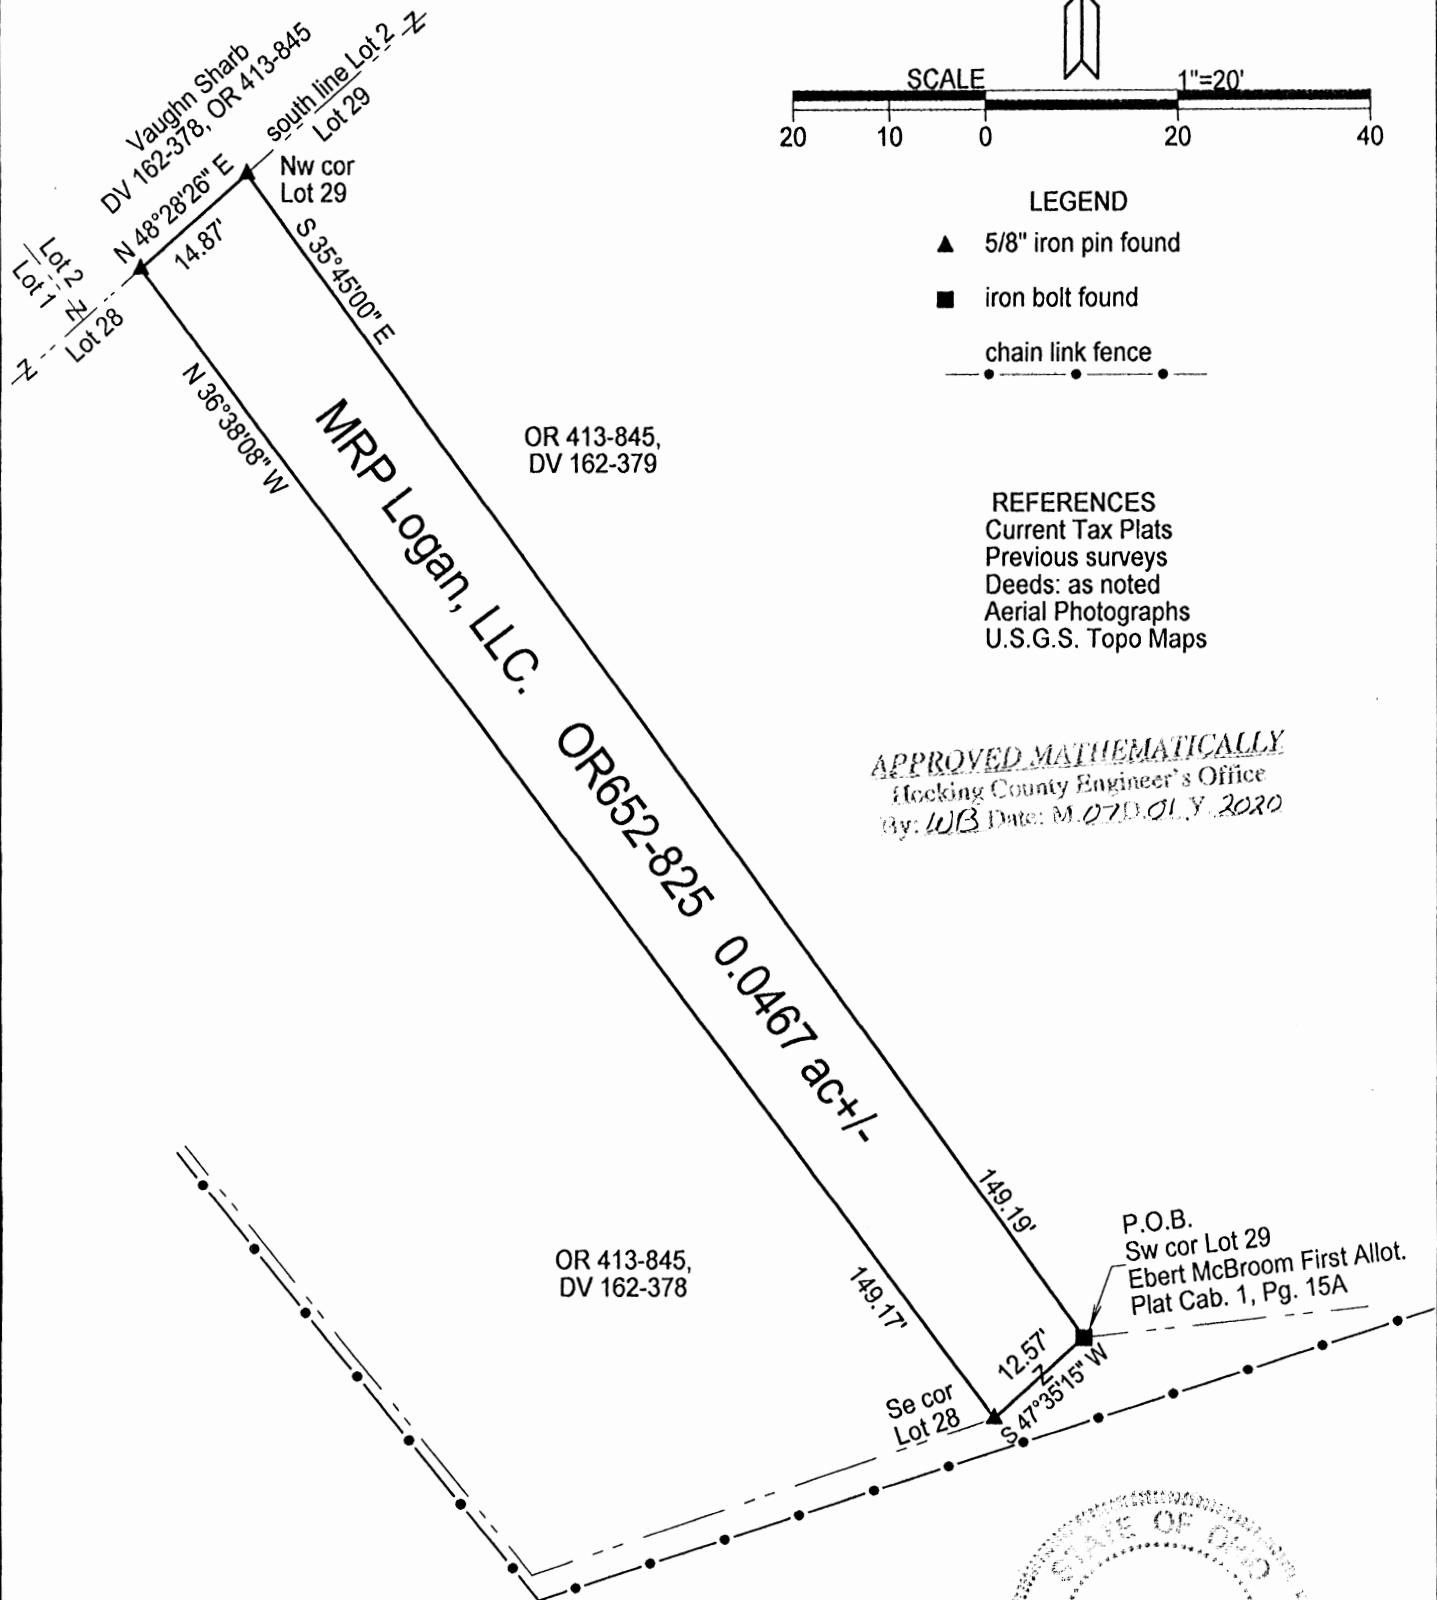 Vaughn Sharb
DV 162-378, OR 413-845
south line Lot 2
Lot 29
N 48°28'26" E
14.87'
Nw cor
Lot 29
Lot 2
Lot 1
Lot 28
SCALE 1"=20'
20 10 0 20 40
LEGEND
5/8" iron pin found
iron bolt found
chain link fence
S 35°45'00" E
N 36°38'08" W
OR 413-845,
DV 162-379
REFERENCES
Current Tax Plats
Previous surveys
Deeds: as noted
Aerial Photographs
U.S.G.S. Topo Maps
MRP Logan, LLC. OR652-825 0.0467 ac+/-
APPROVED MATHEMATICALLY
Hocking County Engineer's Office
By: WB Date: M.07D.01.Y.2020
149.19'
P.O.B.
Sw cor Lot 29
Ebert McBroom First Allot.
Plat Cab. 1, Pg. 15A
OR 413-845,
DV 162-378
149.17'
12.57'
S 47°35'15" W
Se cor
Lot 28
STATE OF OHIO